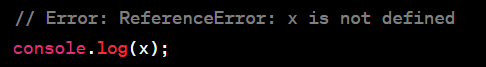 // Error: ReferenceError: x is not defined
console.log(x);